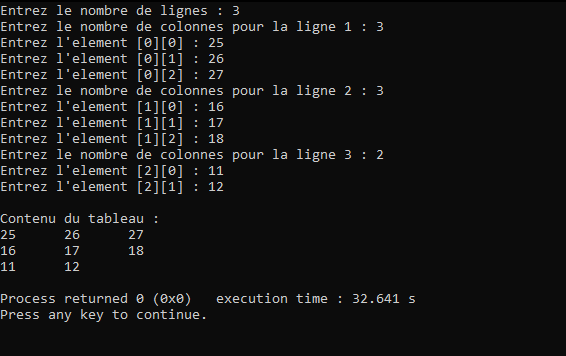 Entrez le nombre de lignes : 3
Entrez le nombre de colonnes pour la ligne 1 : 3
Entrez l'element [0][0] : 25
Entrez l'element [0][1] : 26
Entrez l'element [0][2] : 27
Entrez le nombre de colonnes pour la ligne 2 : 3
Entrez l'element [1][0] : 16
Entrez l'element [1][1] : 17
Entrez l'element [1][2] : 18
Entrez le nombre de colonnes pour la ligne 3 : 2
Entrez l'element [2][0] : 11
Entrez l'element [2][1] : 12
Contenu du tableau :
25      26      27
16      17      18
11      12
Process returned 0 (0x0)   execution time : 32.641 s
Press any key to continue.